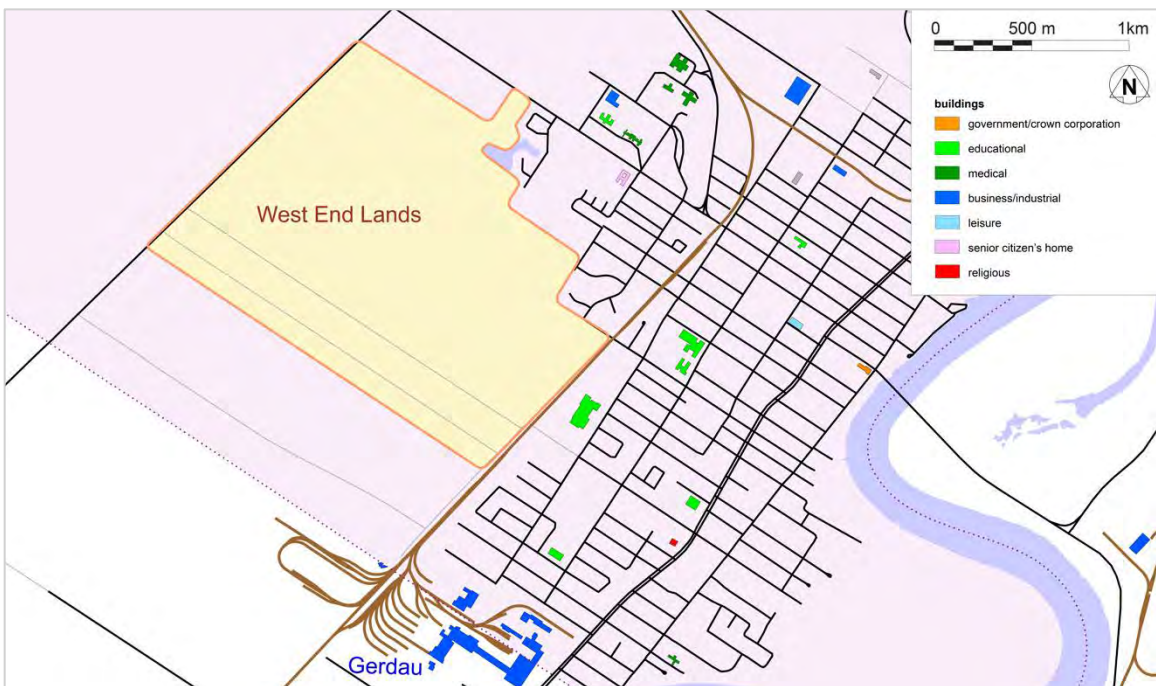 0 500 m 1km
N
buildings
government/crown corporation
educational
medical
business/industrial
leisure
senior citizen's home
religious
West End Lands
Gerdau